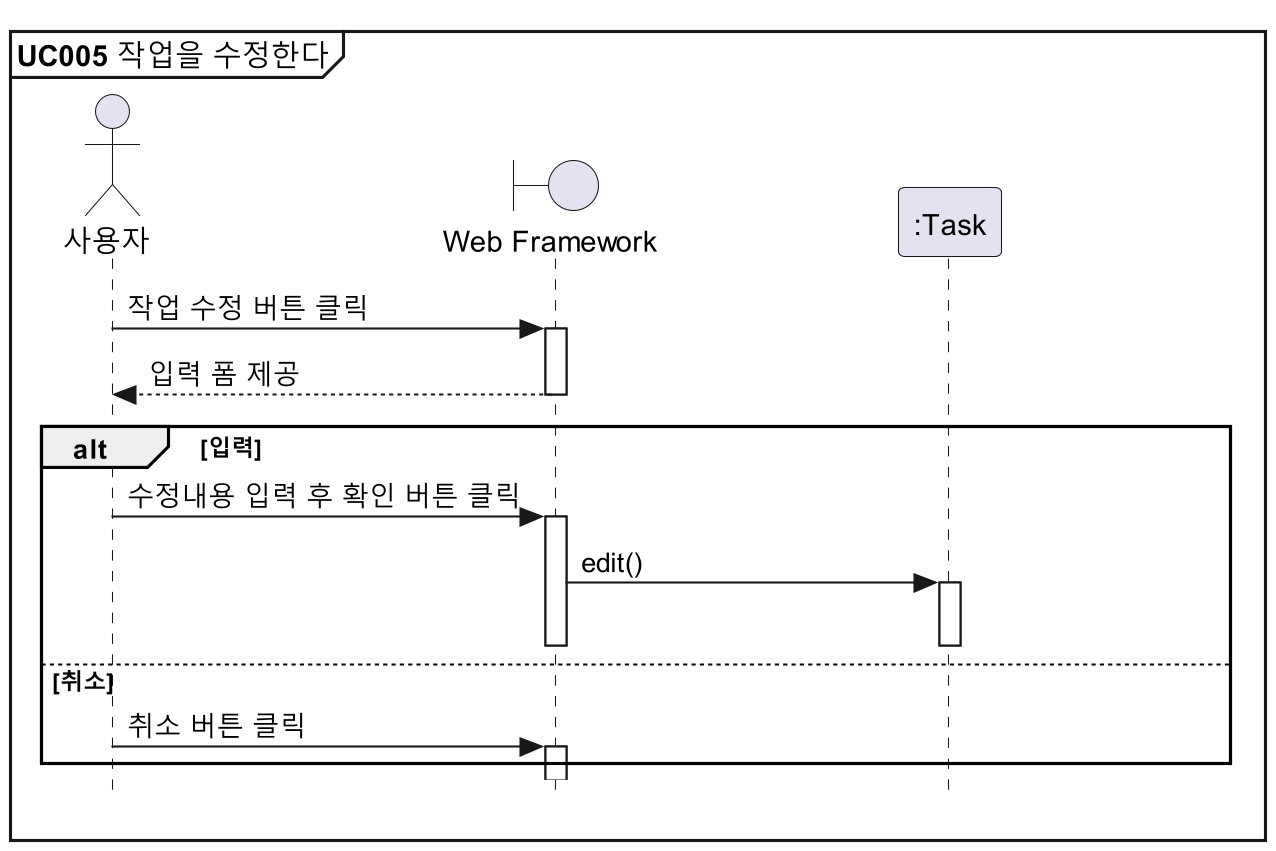 UC005 작업을 수정한다
사용자
Web Framework
:Task
작업 수정 버튼 클릭
입력 폼 제공
alt [입력]
수정내용 입력 후 확인 버튼 클릭
edit()
[취소]
취소 버튼 클릭